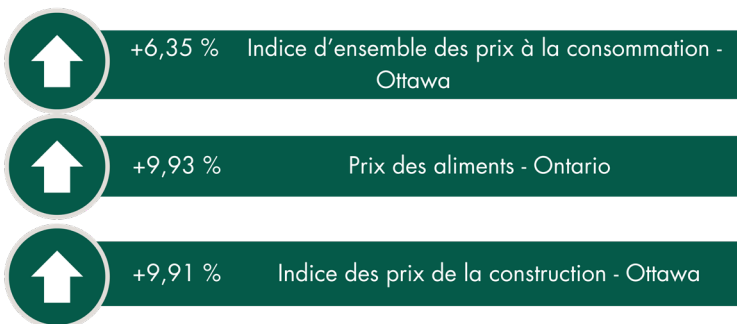 +6,35 % Indice d’ensemble des prix à la consommation -
Ottawa
+9,93 % Prix des aliments - Ontario
+9,91 % Indice des prix de la construction - Ottawa